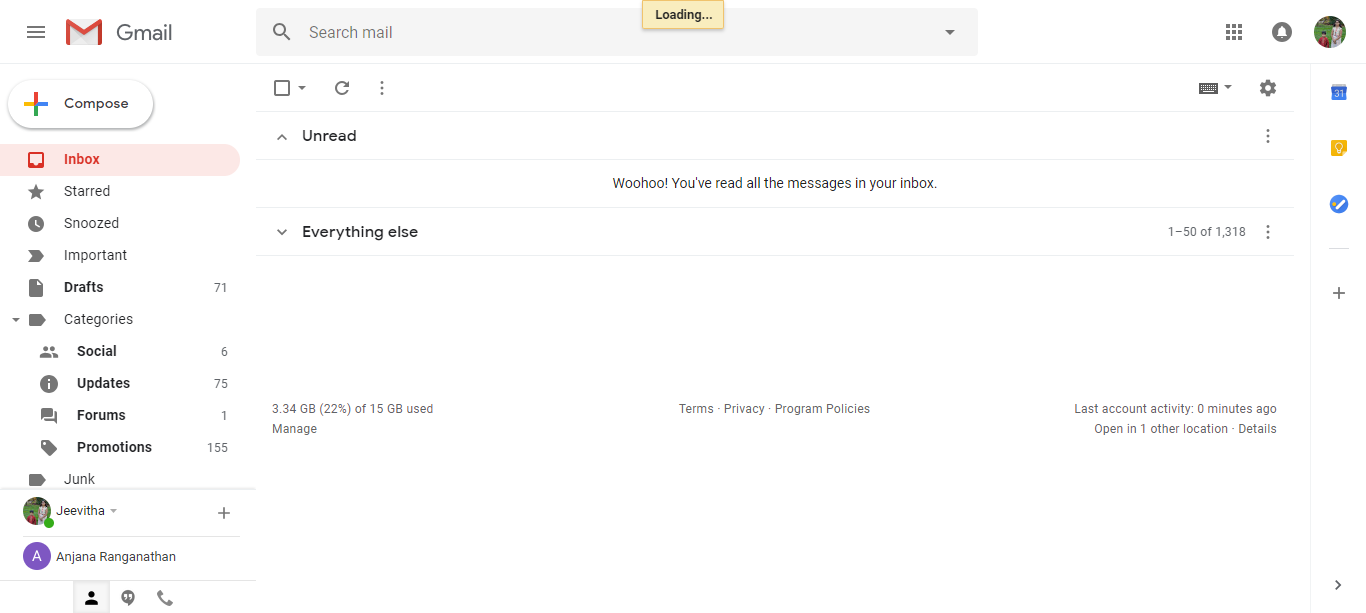 Loading...
Gmail
Search mail
Compose
Inbox
Starred
Snoozed
Important
Drafts 71
Categories
Social 6
Updates 75
Forums 1
Promotions 155
Junk
Jeevitha
A Anjana Ranganathan
Unread
Woohoo! You've read all the messages in your inbox.
Everything else 1–50 of 1,318
3.34 GB (22%) of 15 GB used
Manage
Terms · Privacy · Program Policies
Last account activity: 0 minutes ago
Open in 1 other location · Details
31